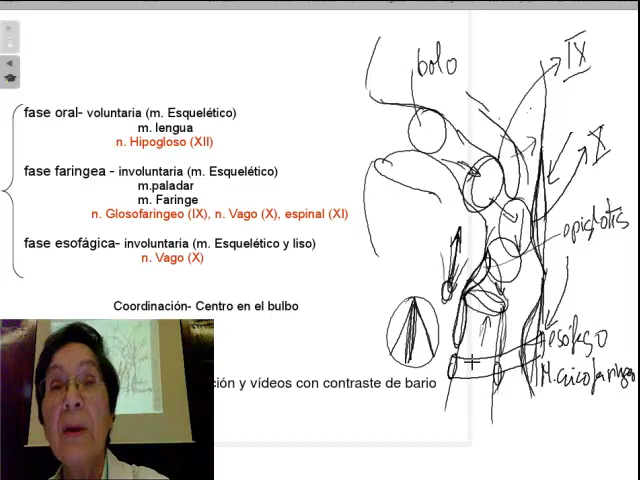 fase oral- voluntaria (m. Esquelético)
m. lengua
n. Hipogloso (XII)
fase faringea - involuntaria (m. Esquelético)
m.paladar
m. Faringe
n. Glosofaringeo (IX), n. Vago (X), espinal (XI)
fase esofágica- involuntaria (m. Esquelético y liso)
n. Vago (X)
Coordinación- Centro en el bulbo
ción y vídeos con contraste de bario
bolo
IX
X
epiglotis
esófago